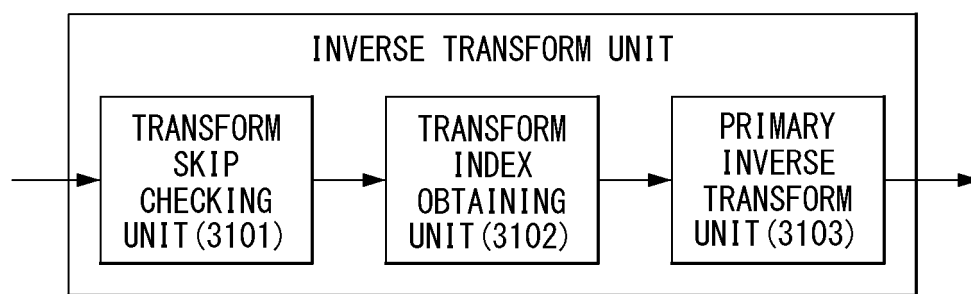 INVERSE TRANSFORM UNIT
TRANSFORM
SKIP
CHECKING
UNIT(3101)
TRANSFORM
INDEX
OBTAINING
UNIT(3102)
PRIMARY
INVERSE
TRANSFORM
UNIT(3103)